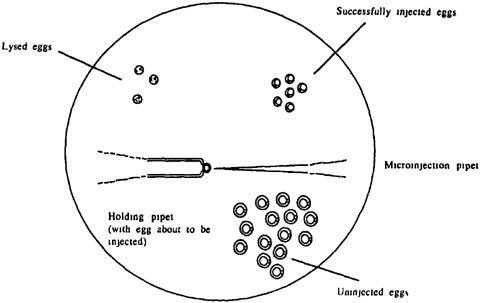 Successfully injected eggs
Lysed eggs
Microinjection pipet
Holding pipet
(with egg about to be
injected)
Uninjected eggs